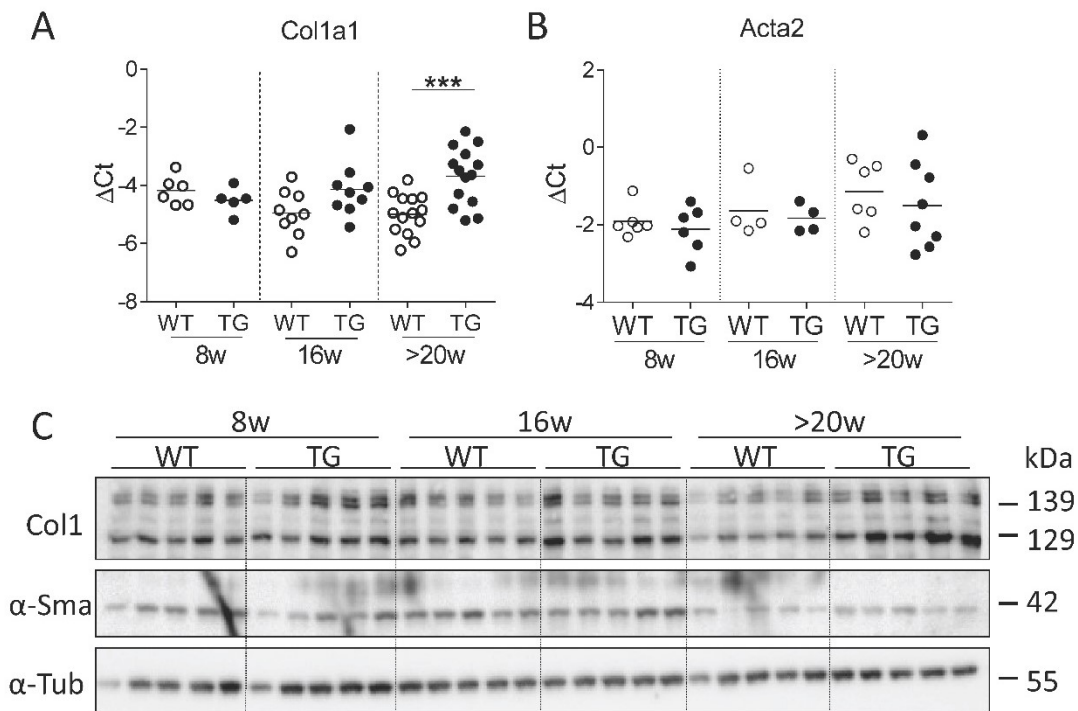 A
Col1a1
ΔCt
0
-2
-4
-6
-8
***
WT TG WT TG WT TG
8w 16w >20w
B
Acta2
ΔCt
2
0
-2
-4
WT TG WT TG WT TG
8w 16w >20w
C
8w 16w >20w
WT TG WT TG WT TG kDa
Col1
139
129
α-Sma
42
α-Tub
55